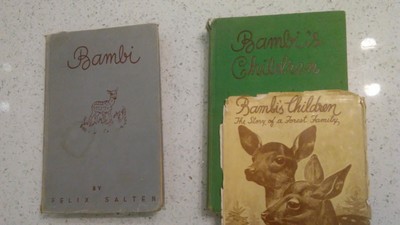 Bambi
BY
FELIX SALTEN
Bambi's
Children
Bambi's Children
The Story of a Forest Family